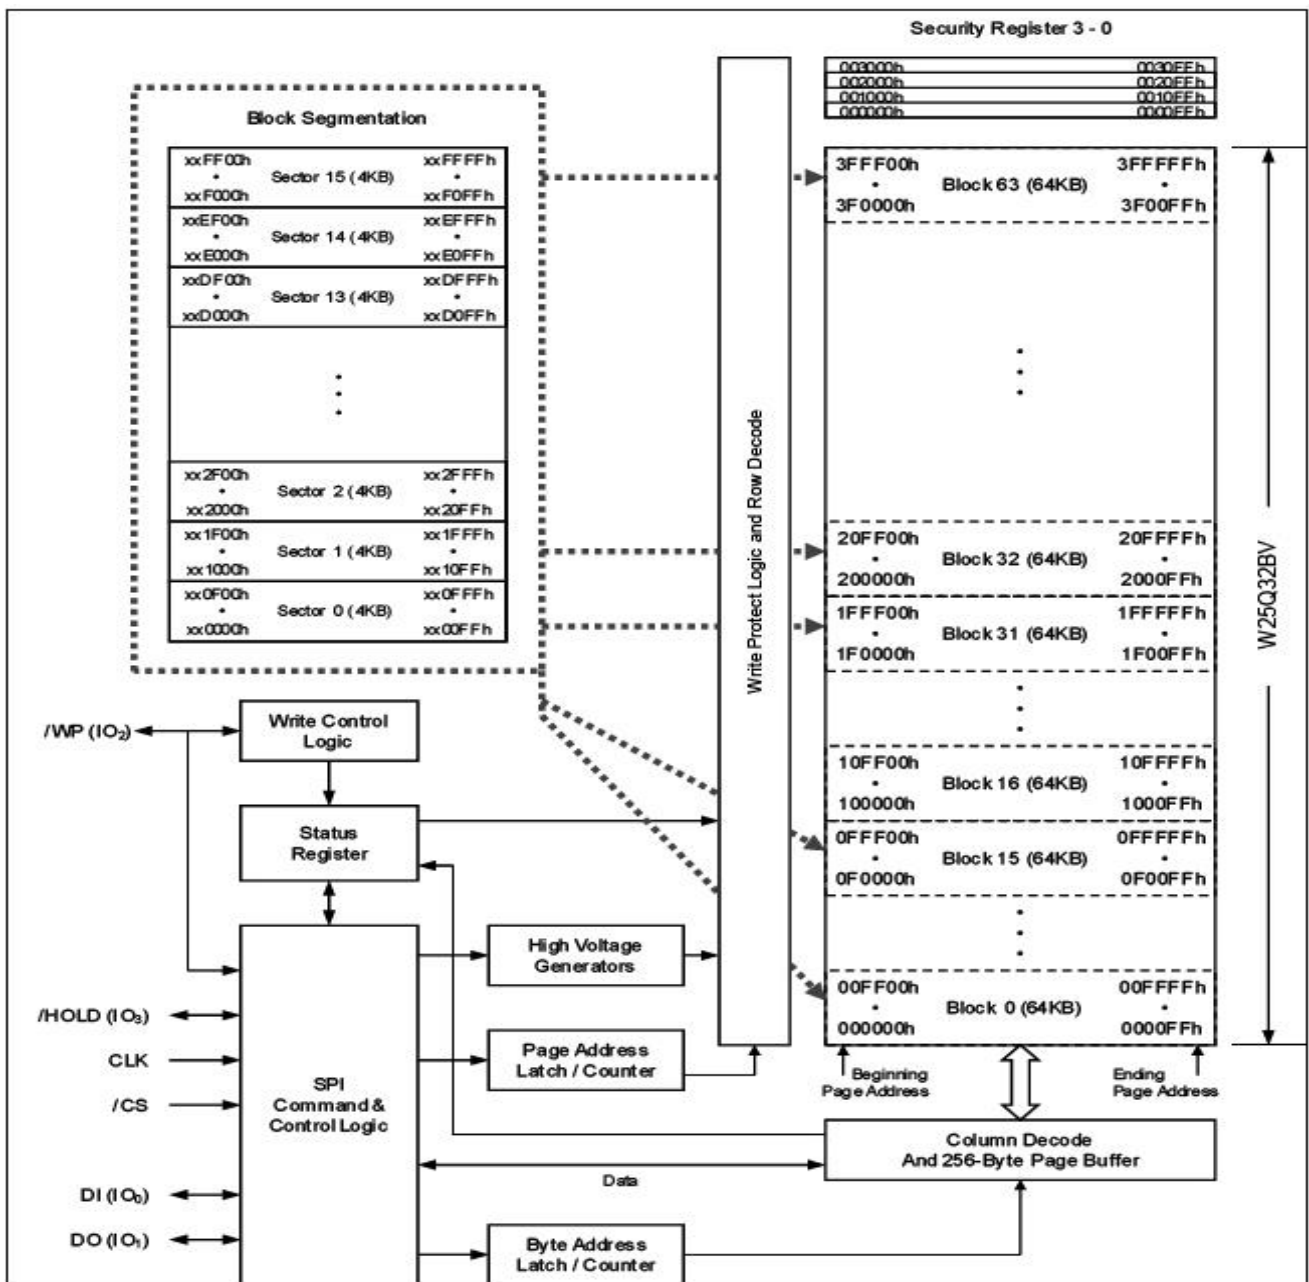 Security Register 3 - 0
003000h 0030FFh
002000h 0020FFh
001000h 0010FFh
000000h 0000FFh
Block Segmentation
xxFF00h xxFFFFh
Sector 15 (4KB)
xxF000h xxF0FFh
xxEF00h xxEFFFh
Sector 14 (4KB)
xxE000h xxE0FFh
xxDF00h xxDFFFh
Sector 13 (4KB)
xxD000h xxD0FFh
xx2F00h xx2FFFh
Sector 2 (4KB)
xx2000h xx20FFh
xx1F00h xx1FFFh
Sector 1 (4KB)
xx1000h xx10FFh
xx0F00h xx0FFFh
Sector 0 (4KB)
xx0000h xx00FFh
Write Protect Logic and Row Decode
3FFF00h 3FFFFFh
Block 63 (64KB)
3F0000h 3F00FFh
20FF00h 20FFFFh
Block 32 (64KB)
200000h 2000FFh
1FFF00h 1FFFFFh
Block 31 (64KB)
1F0000h 1F00FFh
10FF00h 10FFFFh
Block 16 (64KB)
100000h 1000FFh
0FFF00h 0FFFFFh
Block 15 (64KB)
0F0000h 0F00FFh
00FF00h 00FFFFh
Block 0 (64KB)
000000h 0000FFh
W25Q32BV
Beginning
Page Address
Ending
Page Address
/WP (IO₂)
Write Control
Logic
Status
Register
High Voltage
Generators
/HOLD (IO₃)
CLK
/CS
DI (IO₀)
DO (IO₁)
SPI
Command &
Control Logic
Page Address
Latch / Counter
Column Decode
And 256-Byte Page Buffer
Data
Byte Address
Latch / Counter